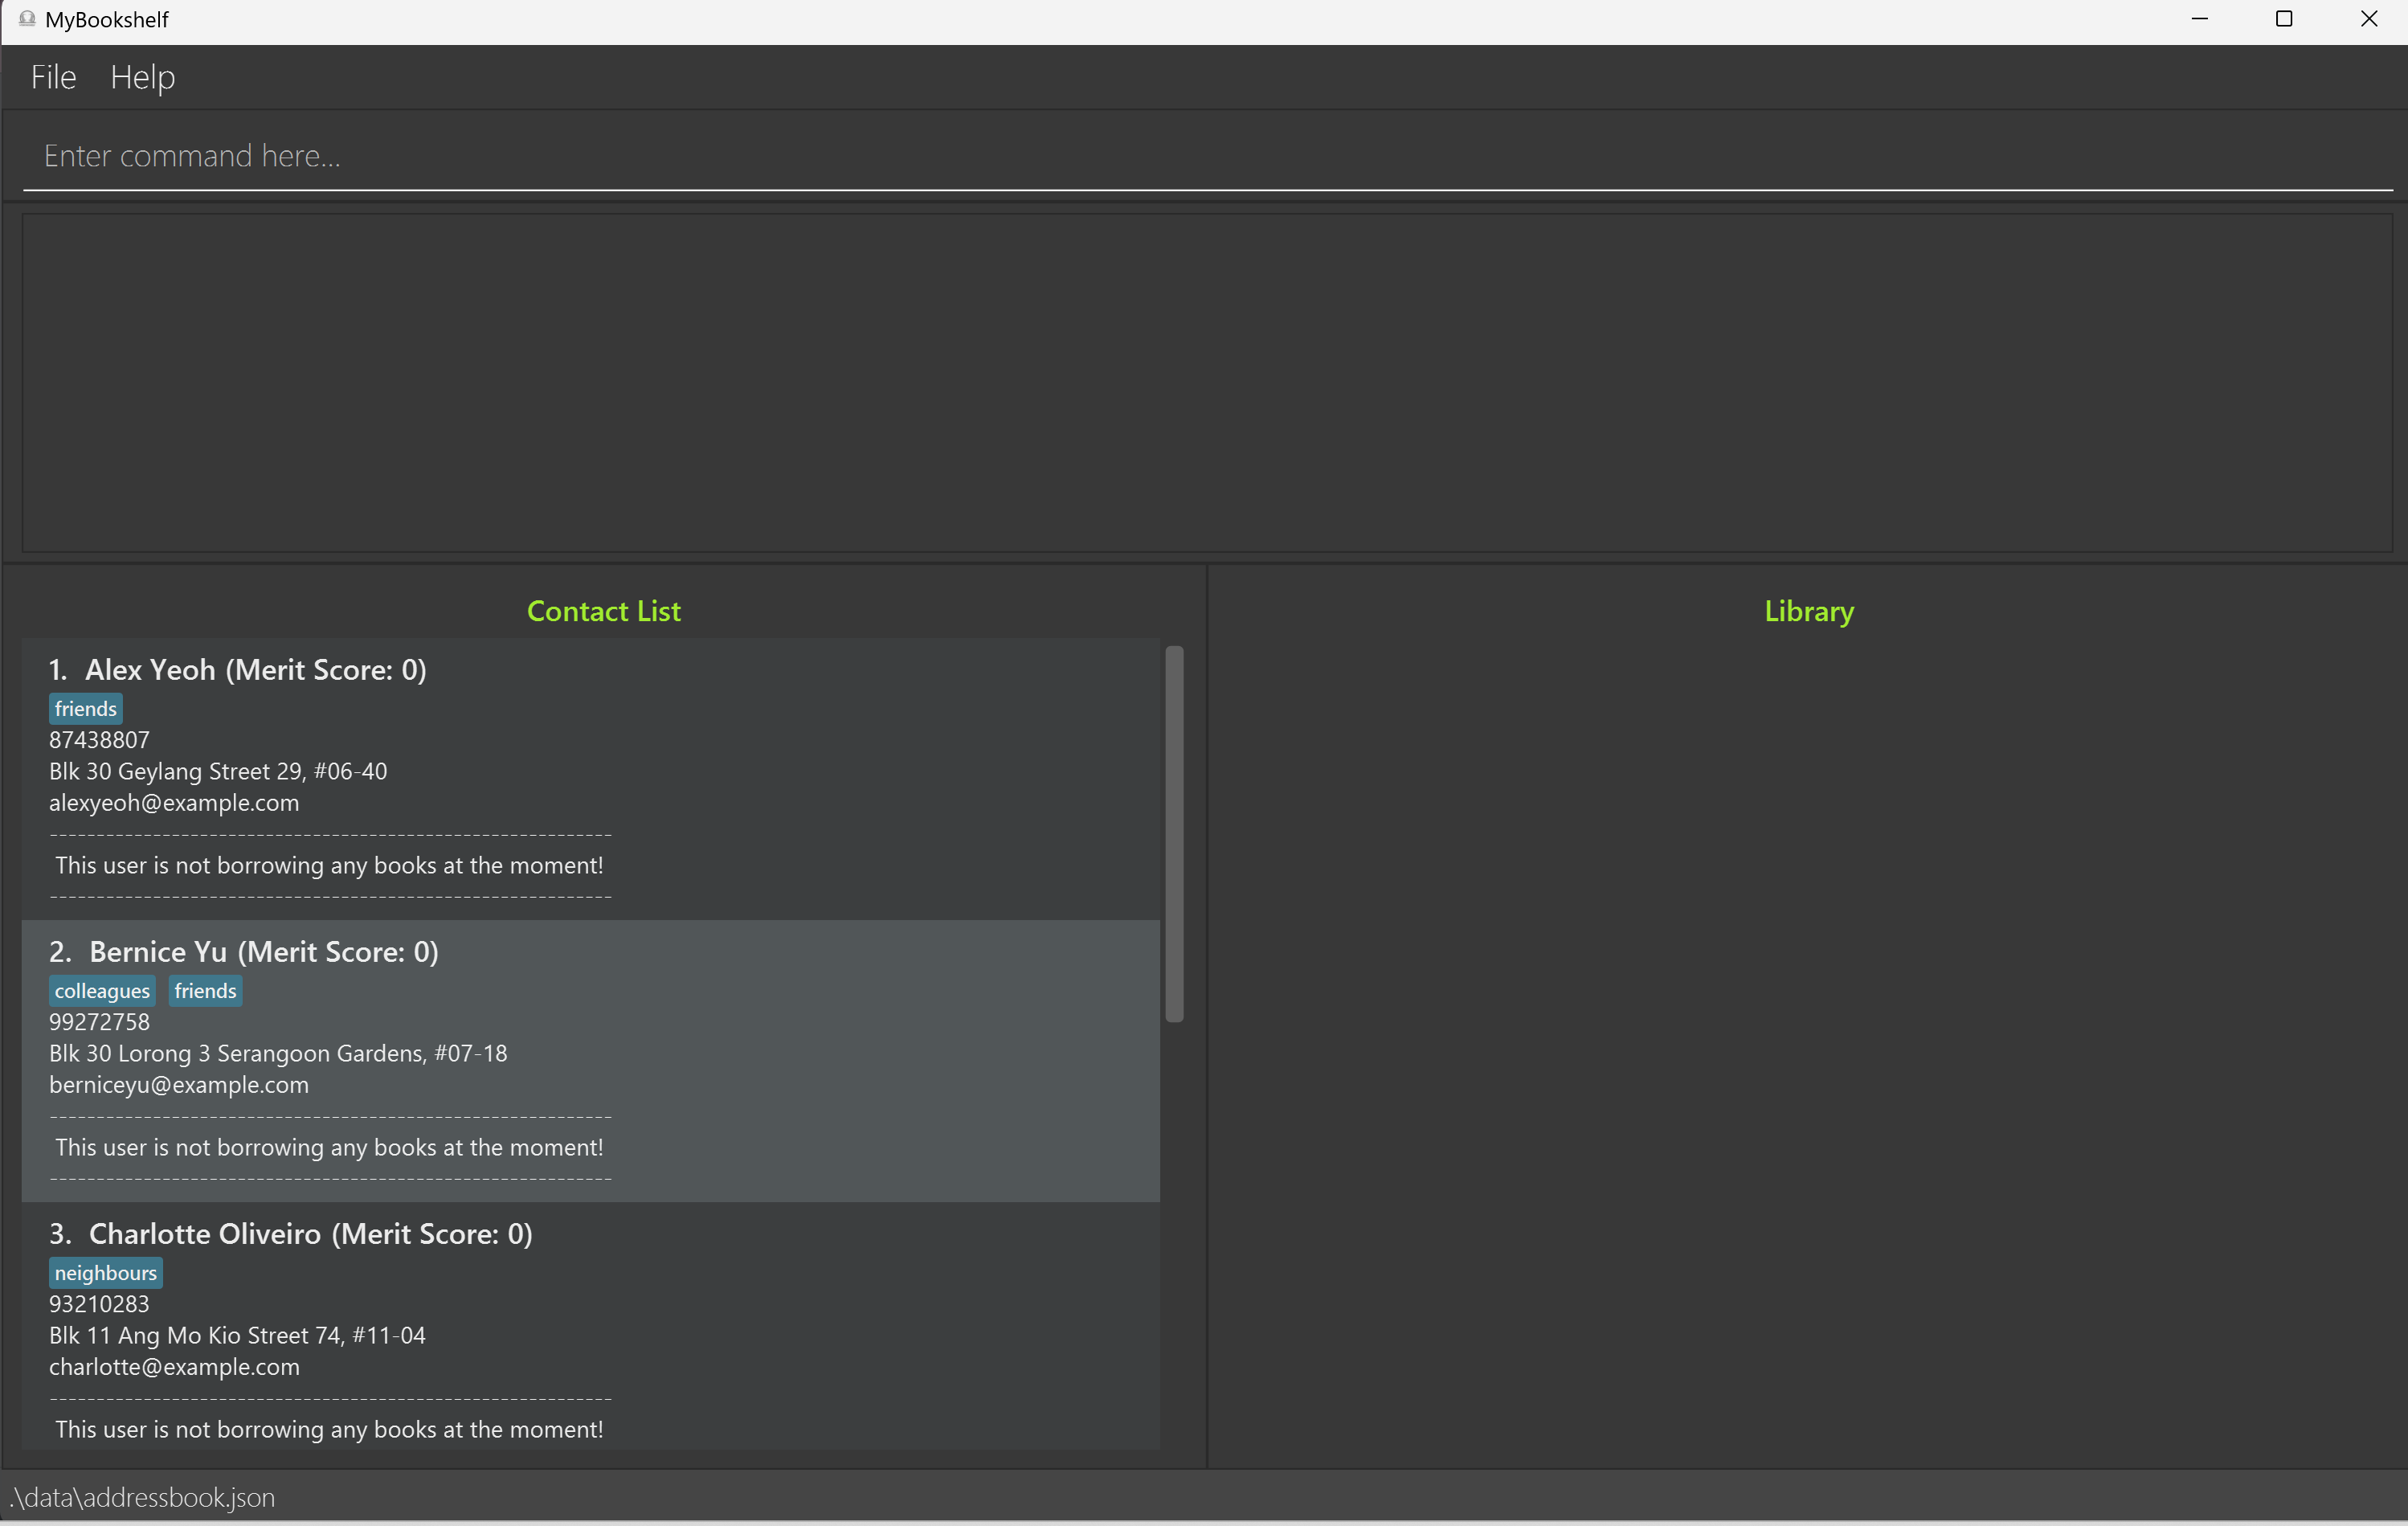 MyBookshelf
File Help
Enter command here...
Contact List
1. Alex Yeoh (Merit Score: 0)
friends
87438807
Blk 30 Geylang Street 29, #06-40
alexyeoh@example.com
------------------------------------------------------------
This user is not borrowing any books at the moment!
------------------------------------------------------------
2. Bernice Yu (Merit Score: 0)
colleagues friends
99272758
Blk 30 Lorong 3 Serangoon Gardens, #07-18
berniceyu@example.com
------------------------------------------------------------
This user is not borrowing any books at the moment!
------------------------------------------------------------
3. Charlotte Oliveiro (Merit Score: 0)
neighbours
93210283
Blk 11 Ang Mo Kio Street 74, #11-04
charlotte@example.com
------------------------------------------------------------
This user is not borrowing any books at the moment!
Library
.\data\addressbook.json